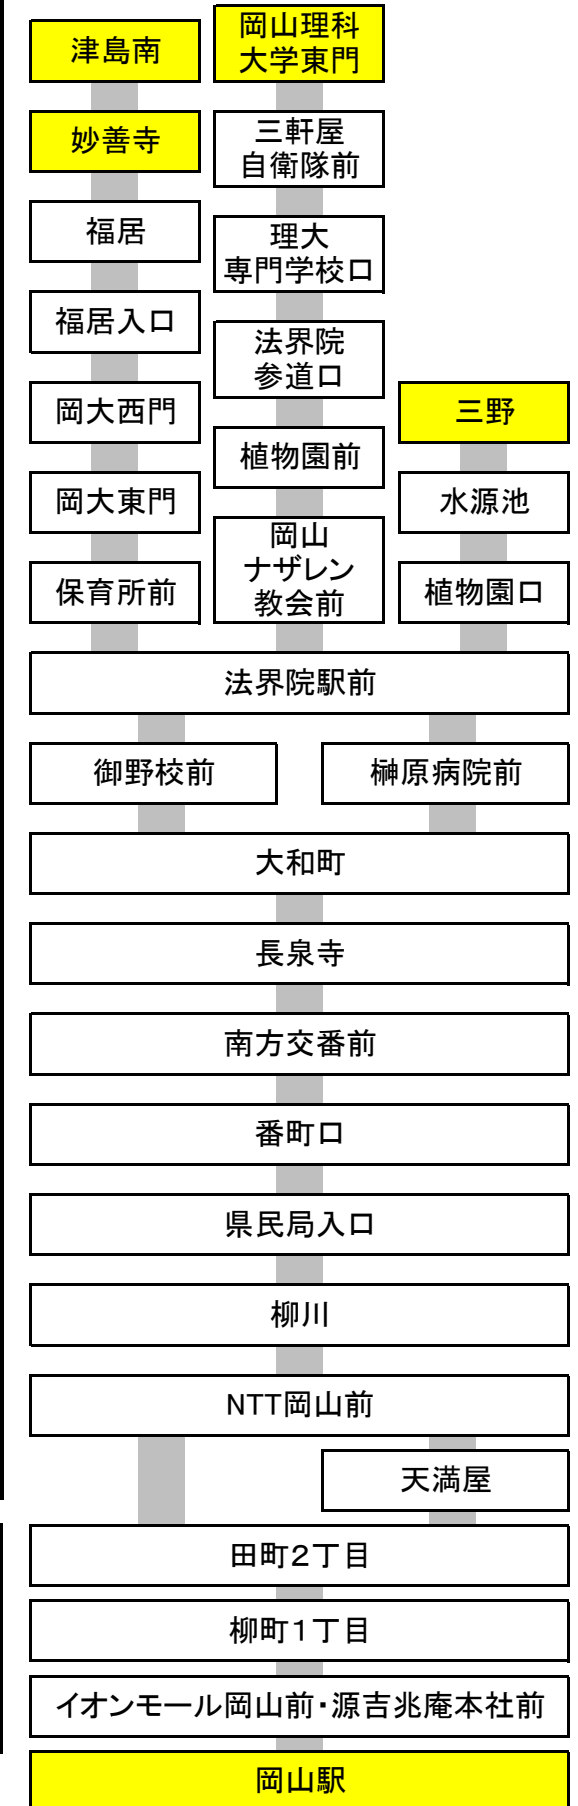 津島南
岡山理科
大学東門
妙善寺
三軒屋
自衛隊前
福居
理大
専門学校口
福居入口
法界院
参道口
岡大西門
三野
植物園前
岡大東門
水源池
岡山
ナザレン
教会前
保育所前
植物園口
法界院駅前
御野校前
榊原病院前
大和町
長泉寺
南方交番前
番町口
県民局入口
柳川
NTT岡山前
天満屋
田町２丁目
柳町１丁目
イオンモール岡山前・源吉兆庵本社前
岡山駅